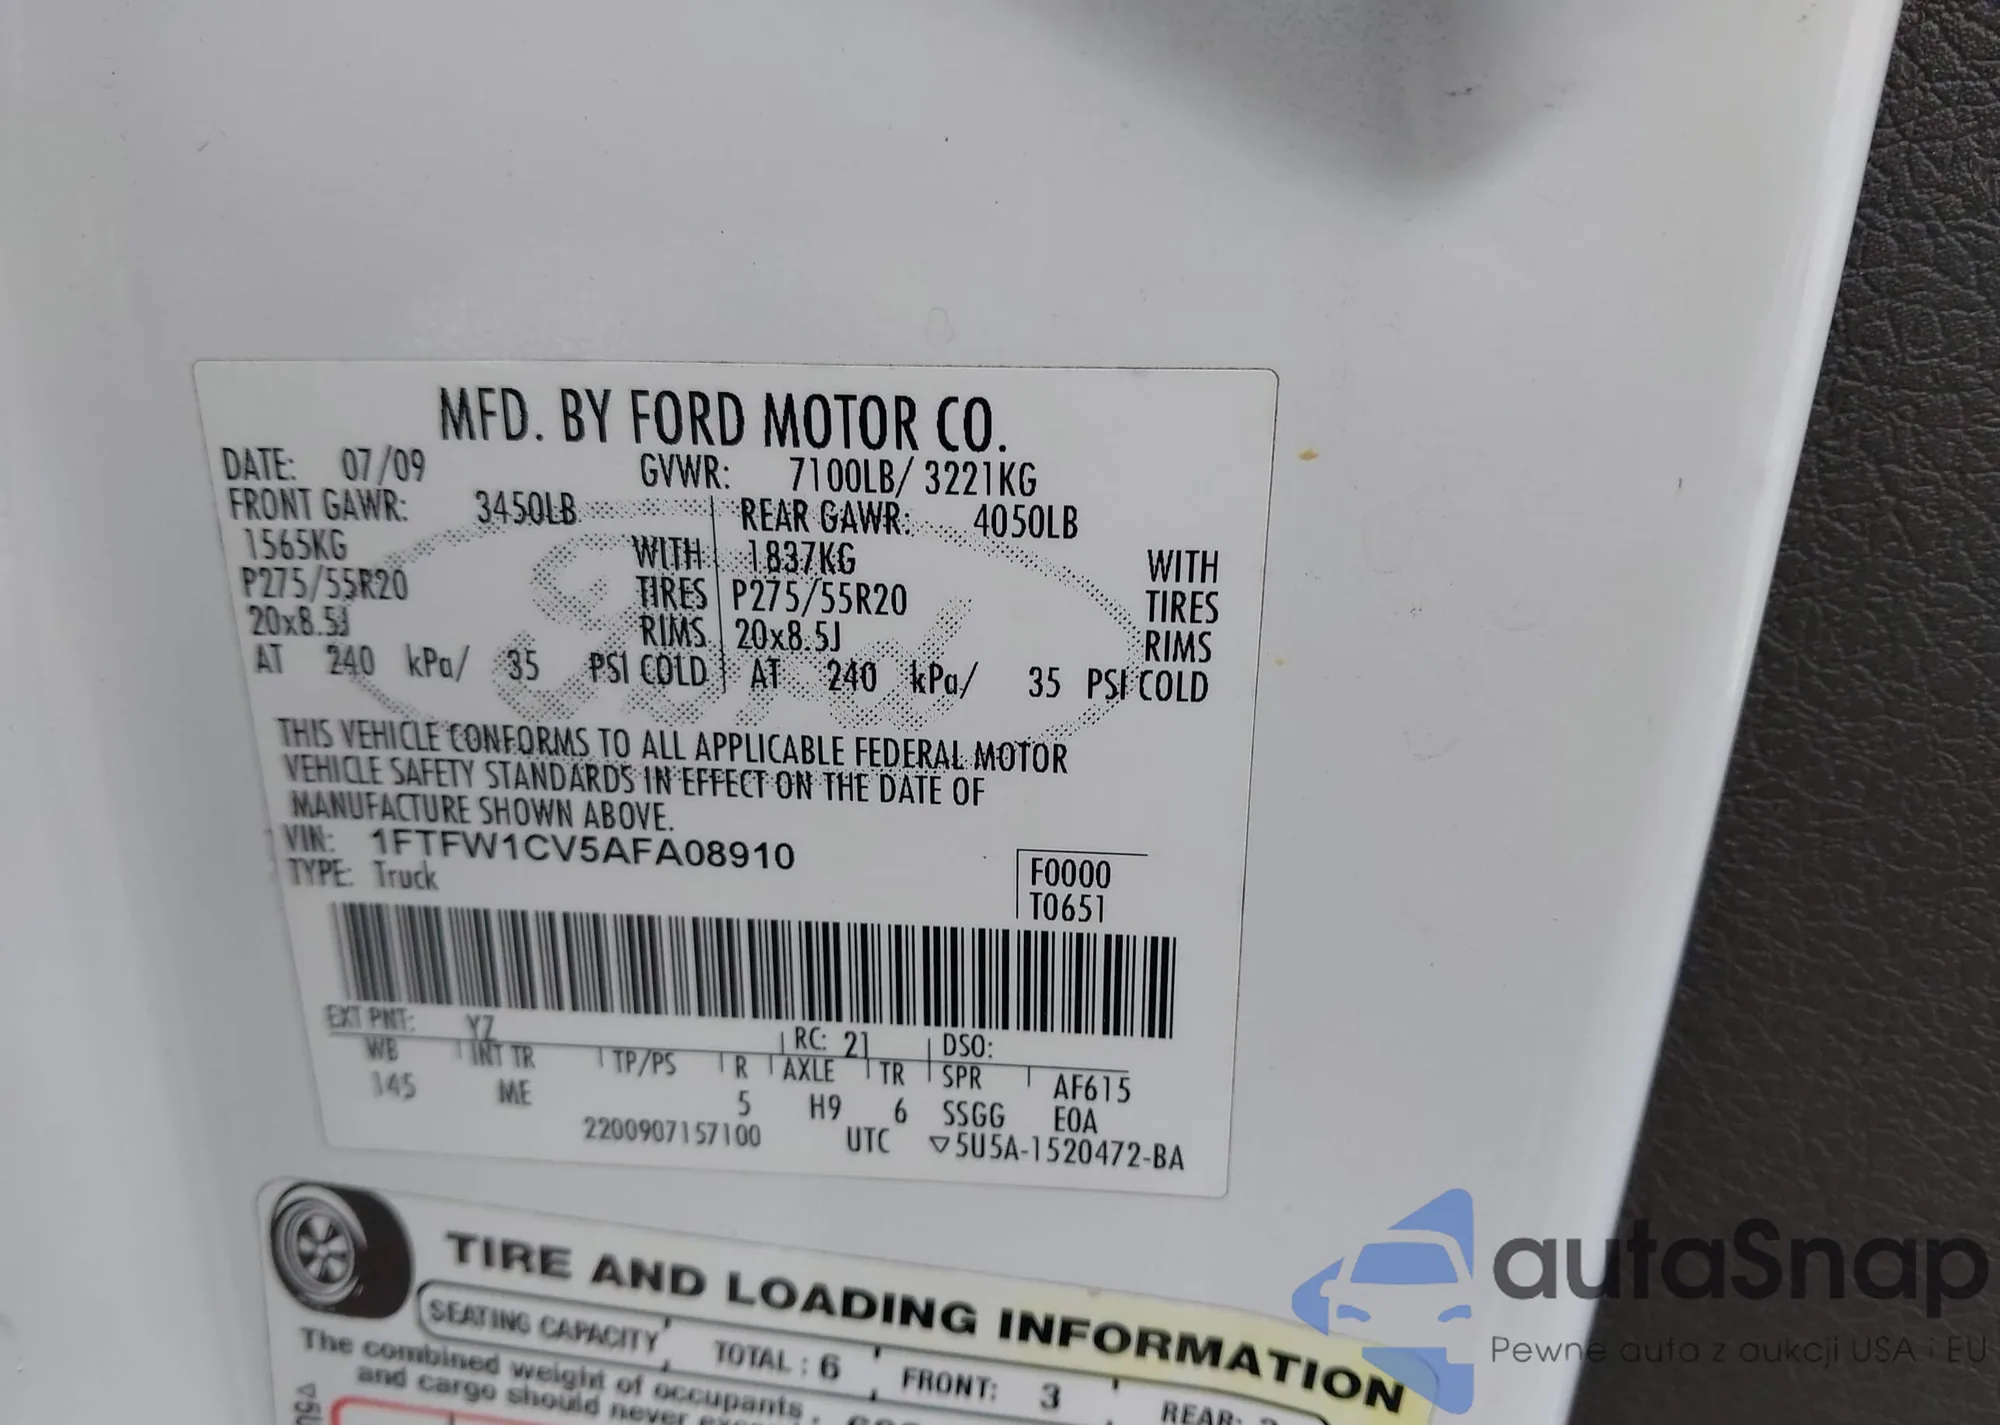 MFD. BY FORD MOTOR CO.
DATE: 07/09 GVWR: 7100LB/ 3221KG
FRONT GAWR: 3450LB REAR GAWR: 4050LB
1565KG WITH 1837KG WITH
P275/55R20 TIRES P275/55R20 TIRES
20x8.5J RIMS 20x8.5J RIMS
AT 240 kPa/ 35 PSI COLD AT 240 kPa/ 35 PSI COLD
THIS VEHICLE CONFORMS TO ALL APPLICABLE FEDERAL MOTOR
VEHICLE SAFETY STANDARDS IN EFFECT ON THE DATE OF
MANUFACTURE SHOWN ABOVE.
VIN: 1FTFW1CV5AFA08910
TYPE: Truck
F0000
T0651
EXT PNT: YZ RC: 21 DSO:
WB INT TR TP/PS R AXLE TR SPR AF615
145 ME 5 H9 6 SSGG E0A
2200907157100 UTC ▽5U5A-1520472-BA
TIRE AND LOADING INFORMATION
SEATING CAPACITY TOTAL : 6 FRONT: 3 REAR:
The combined weight of occupants
and cargo should never
autaSnap
Pewne auta z aukcji USA i EU